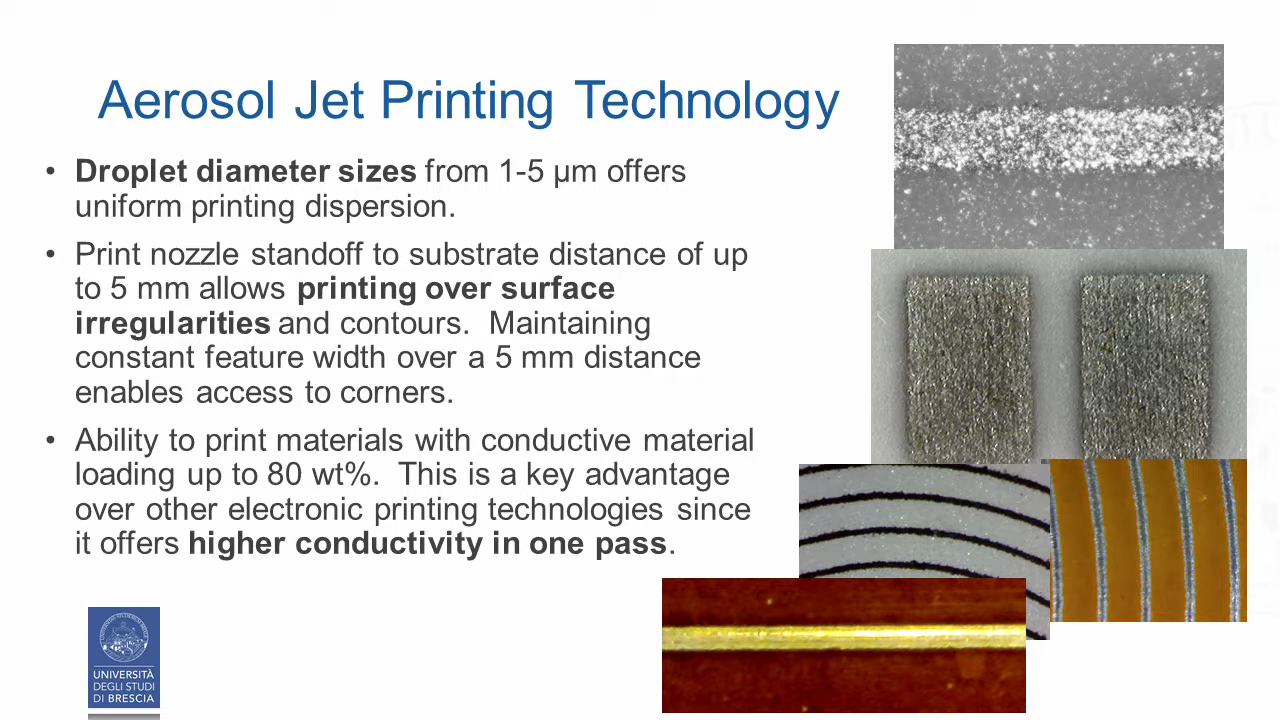 Aerosol Jet Printing Technology
• Droplet diameter sizes from 1-5 µm offers
uniform printing dispersion.
• Print nozzle standoff to substrate distance of up
to 5 mm allows printing over surface
irregularities and contours.  Maintaining
constant feature width over a 5 mm distance
enables access to corners.
• Ability to print materials with conductive material
loading up to 80 wt%.  This is a key advantage
over other electronic printing technologies since
it offers higher conductivity in one pass.
UNIVERSITÀ
DEGLI STUDI
DI BRESCIA